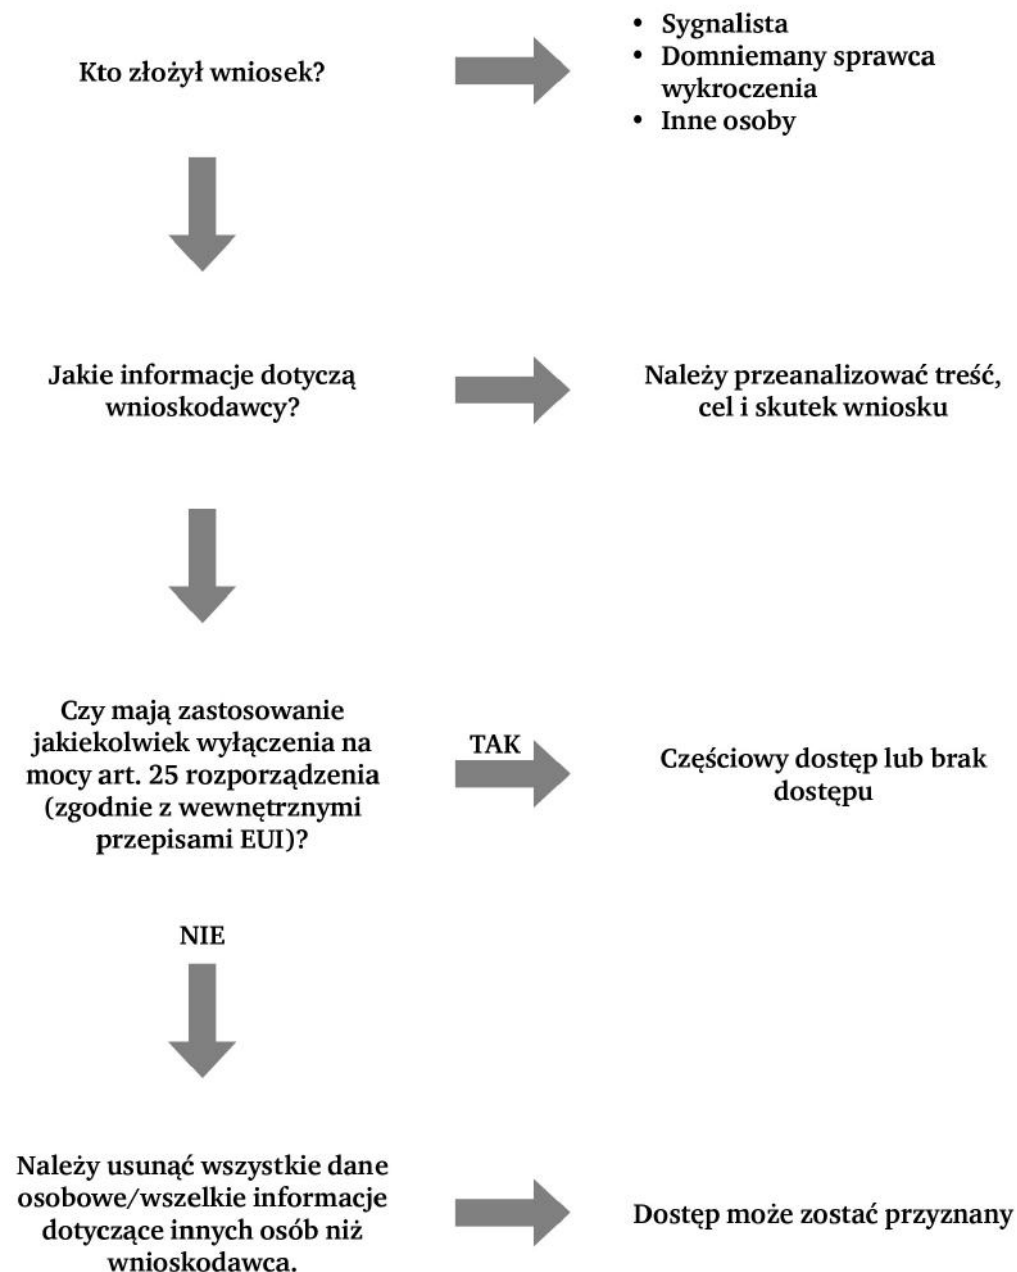 Kto złożył wniosek?
• Sygnalista
• Domniemany sprawca
wykroczenia
• Inne osoby
Jakie informacje dotyczą
wnioskodawcy?
Należy przeanalizować treść,
cel i skutek wniosku
Czy mają zastosowanie
jakiekolwiek wyłączenia na
mocy art. 25 rozporządzenia
(zgodnie z wewnętrznymi
przepisami EUI)?
TAK
Częściowy dostęp lub brak
dostępu
NIE
Należy usunąć wszystkie dane
osobowe/wszelkie informacje
dotyczące innych osób niż
wnioskodawca.
Dostęp może zostać przyznany